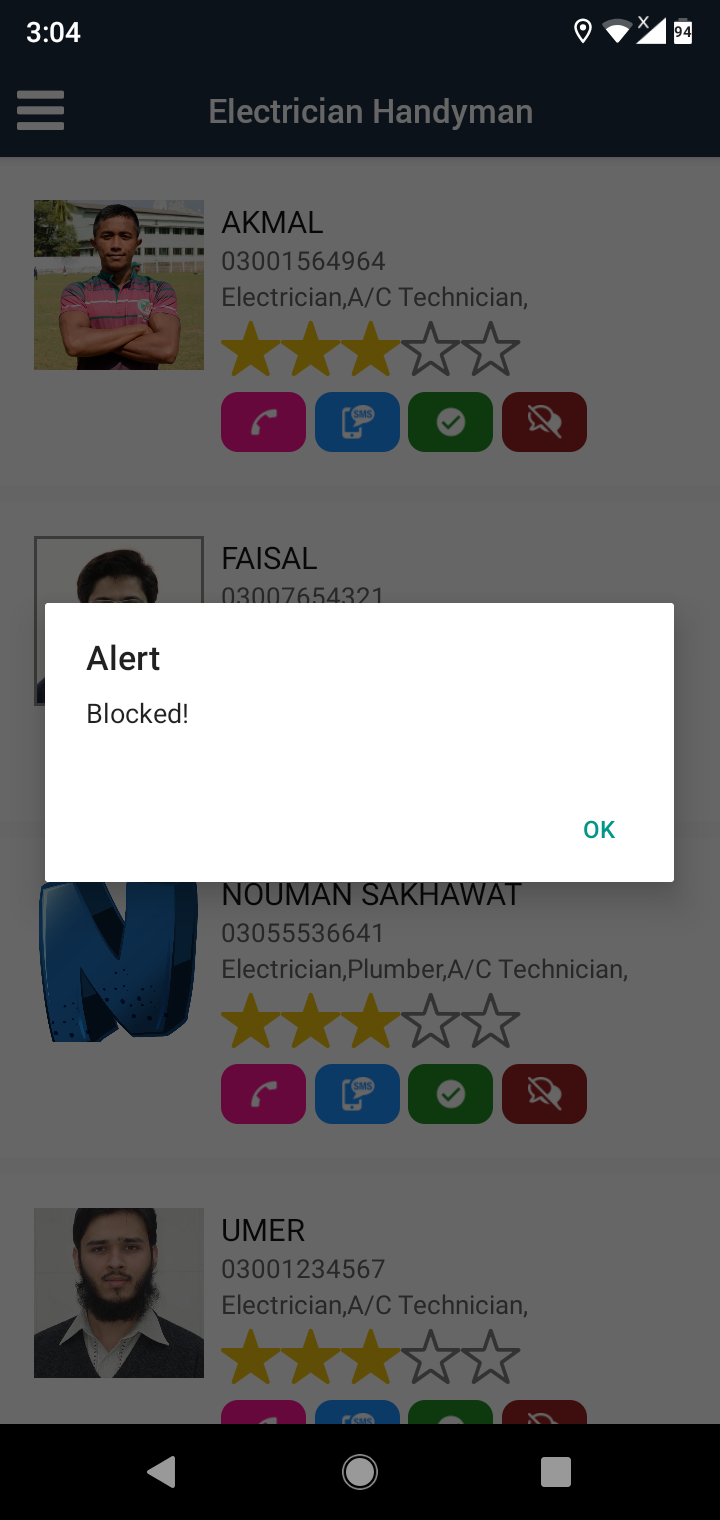 3:04
94
Electrician Handyman
AKMAL
03001564964
Electrician,A/C Technician,
SMS
FAISAL
03007654321
Alert
Blocked!
OK
NOUMAN SAKHAWAT
03055536641
Electrician,Plumber,A/C Technician,
SMS
UMER
03001234567
Electrician,A/C Technician,
SMS